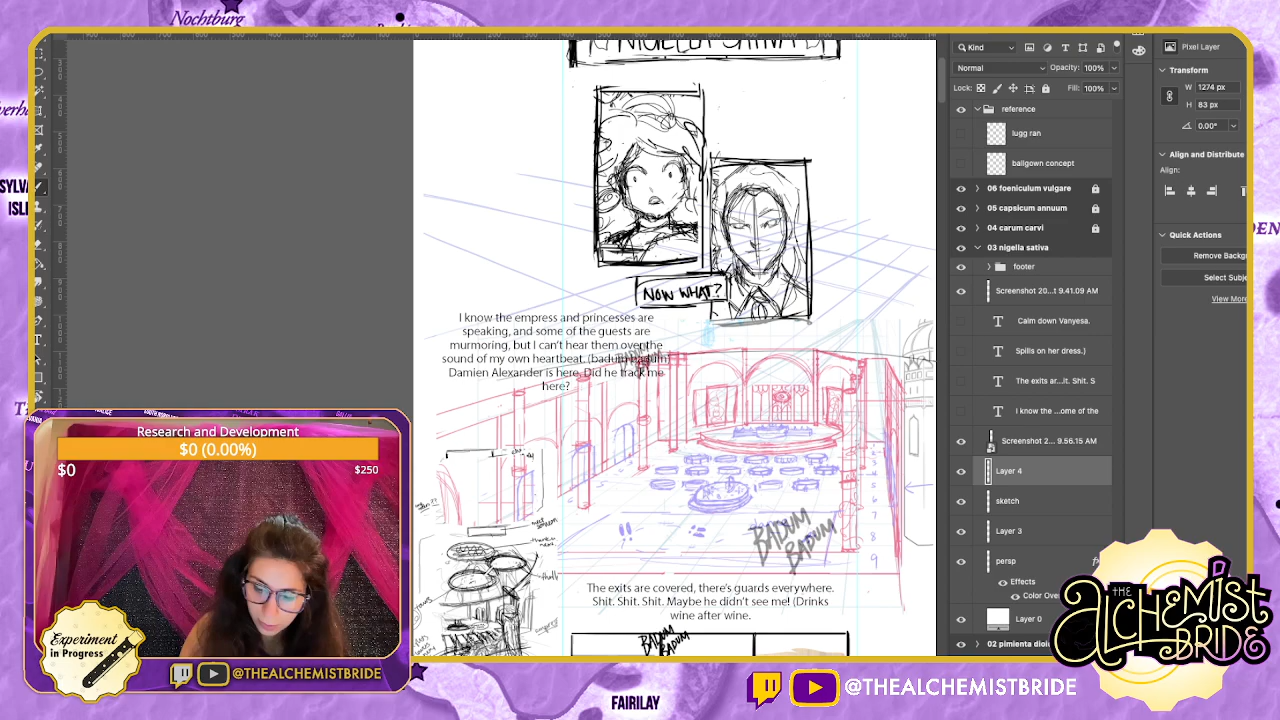 Nochtburg
NIGELLA SATIVA
NOW WHAT?
I know the empress and princesses are
speaking, and some of the guests are
murmoring, but I can't hear them over the
sound of my own heartbeat. (badum badum)
Damien Alexander is here. Did he track me
here?
BADUM
BADUM
The exits are covered, there's guards everywhere.
Shit. Shit. Shit. Maybe he didn't see me! (Drinks
wine after wine.
BADUM
BADUM
Kind
Normal
Opacity: 100%
Lock:
Fill: 100%
reference
lugg ran
ballgown concept
06 foeniculum vulgare
05 capsicum annuum
04 carum carvi
03 nigella sativa
footer
Screenshot 20...t 9.41.09 AM
Calm down Vanyesa.
Spills on her dress.)
The exits ar...it. Shit. S
I know the ...ome of the
Screenshot 2... 9.56.15 AM
Layer 4
sketch
Layer 3
persp
Effects
Color Ove
Layer 0
02 pimienta dioi
Pixel Layer
Transform
W 1274 px
H 83 px
0.00°
Align and Distribute
Align:
Quick Actions
Remove Backg
Select Subje
View More
Research and Development
$0 (0.00%)
$0
$250
Experiment
in Progress
@THEALCHEMISTBRIDE
FAIRILAY
@THEALCHEMISTBRIDE
THE
ALCHEMIST
BRIDE